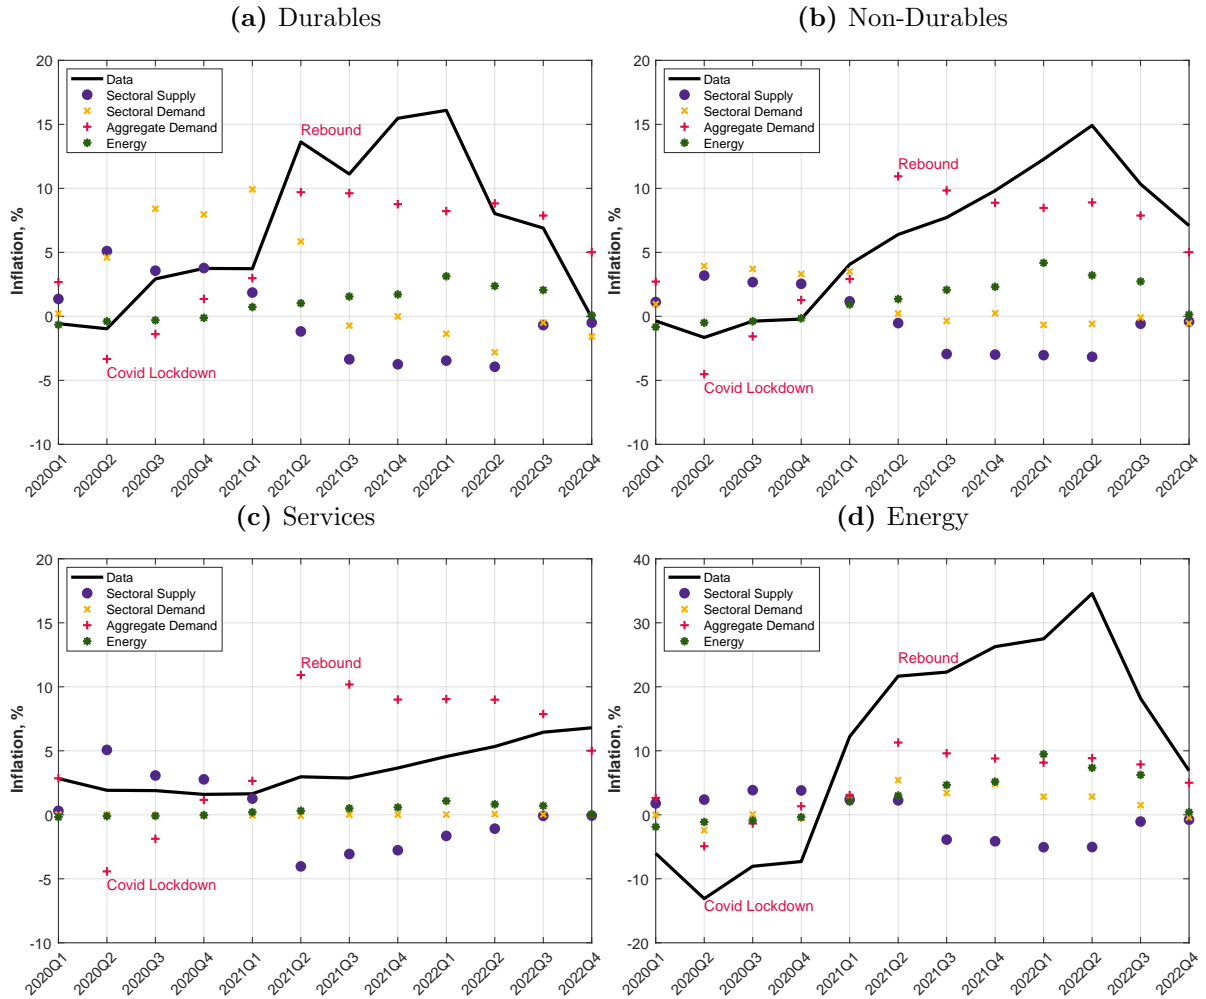 (a) Durables
Inflation, %
20
15
10
5
0
-5
-10
Data
Sectoral Supply
Sectoral Demand
Aggregate Demand
Energy
Rebound
Covid Lockdown
2020Q1
2020Q2
2020Q3
2020Q4
2021Q1
2021Q2
2021Q3
2021Q4
2022Q1
2022Q2
2022Q3
2022Q4
(b) Non-Durables
Inflation, %
20
15
10
5
0
-5
-10
Data
Sectoral Supply
Sectoral Demand
Aggregate Demand
Energy
Rebound
Covid Lockdown
2020Q1
2020Q2
2020Q3
2020Q4
2021Q1
2021Q2
2021Q3
2021Q4
2022Q1
2022Q2
2022Q3
2022Q4
(c) Services
Inflation, %
20
15
10
5
0
-5
-10
Data
Sectoral Supply
Sectoral Demand
Aggregate Demand
Energy
Rebound
Covid Lockdown
2020Q1
2020Q2
2020Q3
2020Q4
2021Q1
2021Q2
2021Q3
2021Q4
2022Q1
2022Q2
2022Q3
2022Q4
(d) Energy
Inflation, %
40
30
20
10
0
-10
-20
Data
Sectoral Supply
Sectoral Demand
Aggregate Demand
Energy
Rebound
Covid Lockdown
2020Q1
2020Q2
2020Q3
2020Q4
2021Q1
2021Q2
2021Q3
2021Q4
2022Q1
2022Q2
2022Q3
2022Q4